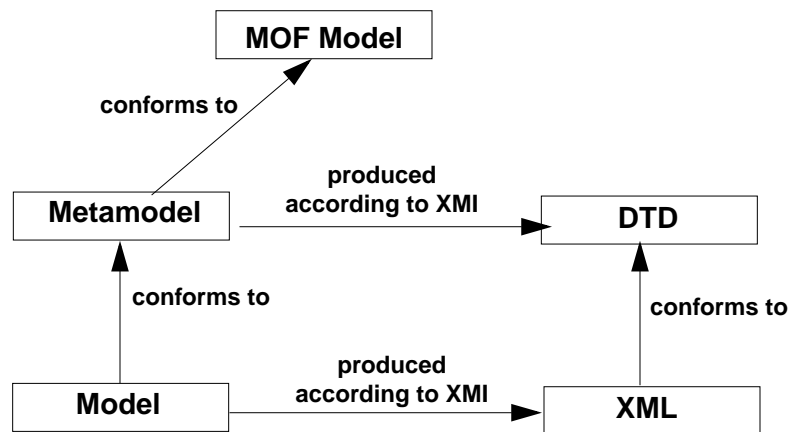 MOF Model
conforms to
produced
according to XMI
Metamodel
DTD
conforms to
conforms to
produced
according to XMI
Model
XML